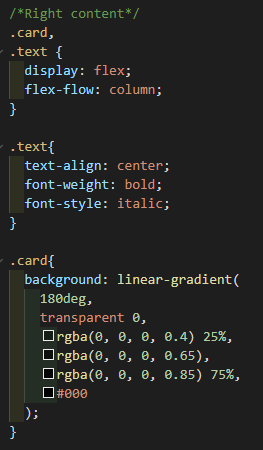 /*Right content*/
.card,
.text {
  display: flex;
  flex-flow: column;
}

.text{
  text-align: center;
  font-weight: bold;
  font-style: italic;
}

.card{
  background: linear-gradient(
    180deg,
    transparent 0,
    rgba(0, 0, 0, 0.4) 25%,
    rgba(0, 0, 0, 0.65),
    rgba(0, 0, 0, 0.85) 75%,
    #000
  );
}